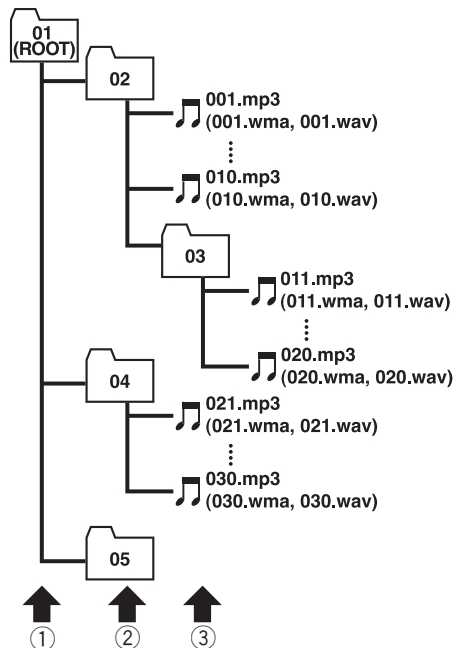 01
(ROOT)
02
001.mp3
(001.wma, 001.wav)
010.mp3
(010.wma, 010.wav)
03
011.mp3
(011.wma, 011.wav)
020.mp3
(020.wma, 020.wav)
04
021.mp3
(021.wma, 021.wav)
030.mp3
(030.wma, 030.wav)
05
① ② ③